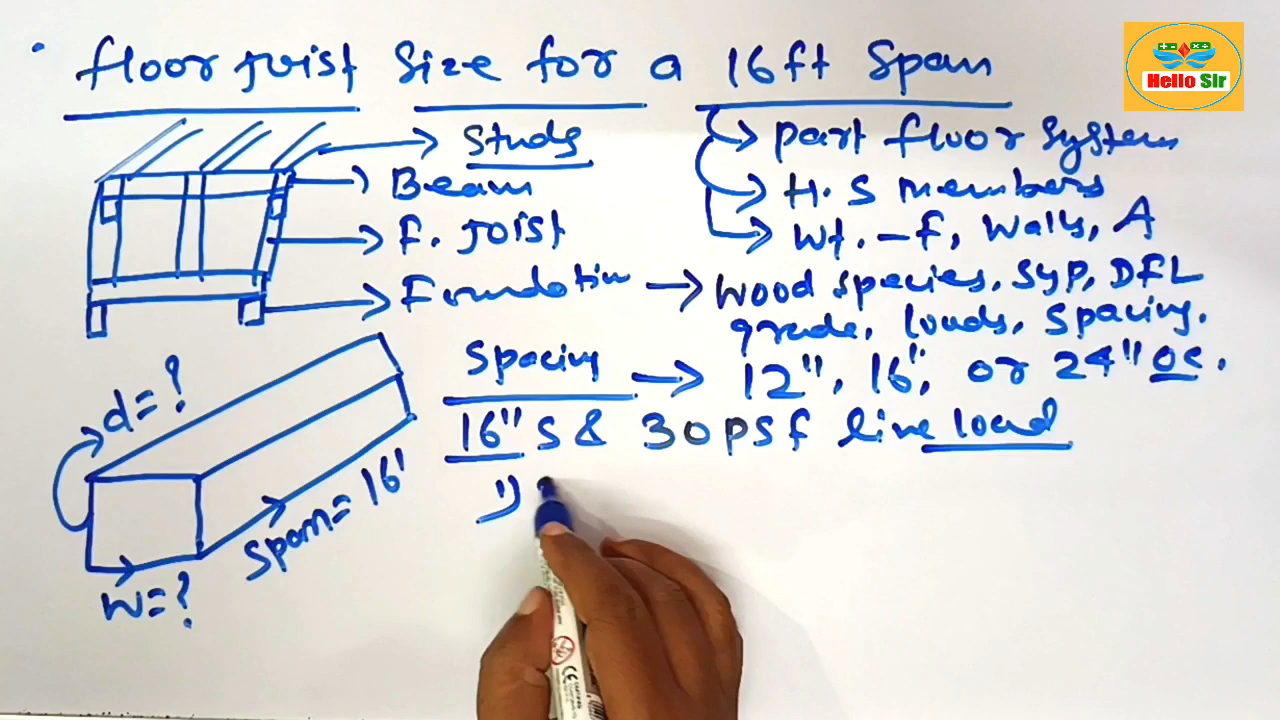 Floor Joist Size for a 16ft Span
Hello Sir
Studs
Beam
F. Joist
Foundation → wood species, Syp, DFL
grade, loads, spacing.
part floor system
H. S members
Wt. - F, walls, A
Spacing → 12", 16", or 24" oc.
16" S & 30 psf live load
1)
d=?
w=?
Span= 16'